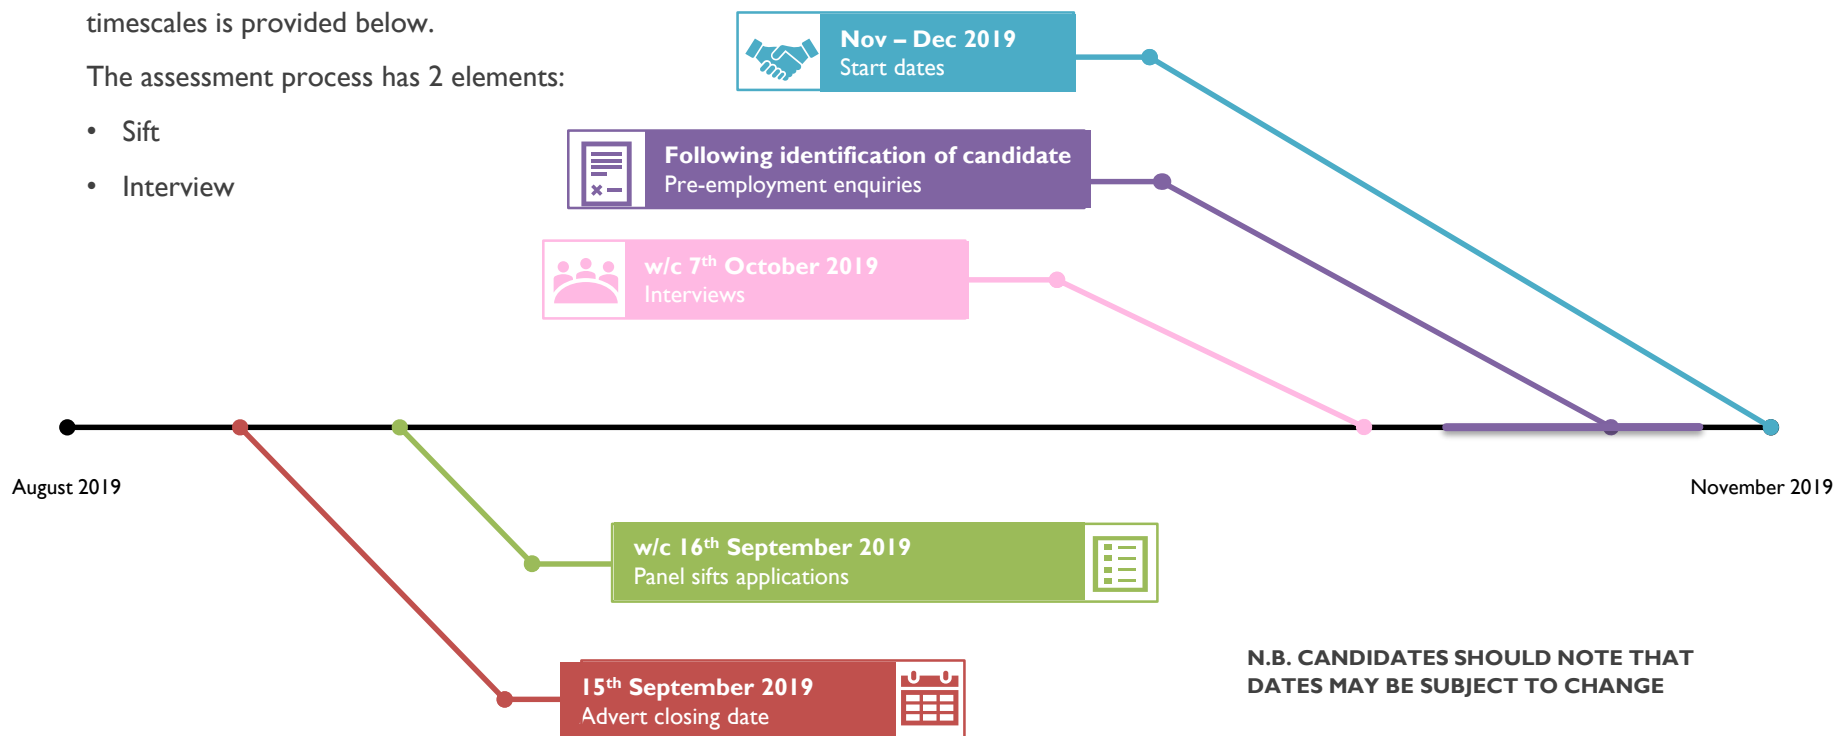 timescales is provided below.
The assessment process has 2 elements:
• Sift
• Interview
Nov – Dec 2019
Start dates
Following identification of candidate
Pre-employment enquiries
w/c 7th October 2019
Interviews
August 2019
November 2019
w/c 16th September 2019
Panel sifts applications
15th September 2019
Advert closing date
N.B. CANDIDATES SHOULD NOTE THAT
DATES MAY BE SUBJECT TO CHANGE